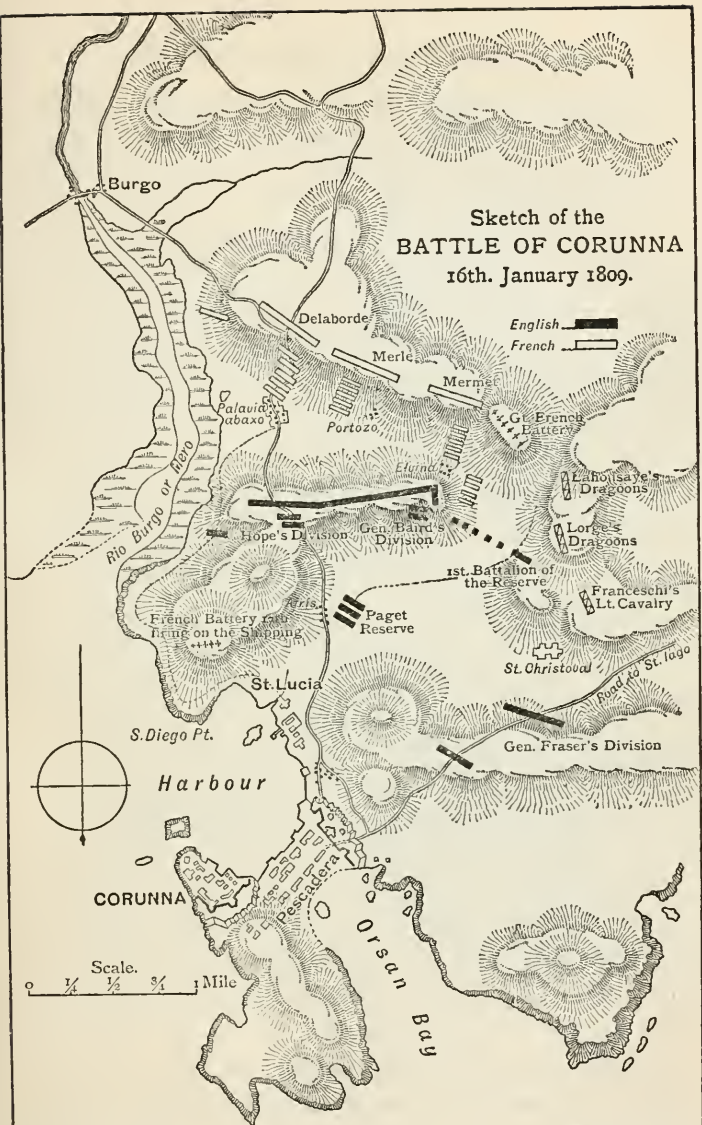 Burgo
Sketch of the
BATTLE OF CORUNNA
16th. January 1809.
English
French
Delaborde
Merle
Mermet
Gt. French
Battery
Palavia
abaxo
Portozo
Elvina
Rio Burgo or Mero
Lahoussaye's
Dragoons
Lorge's
Dragoons
Hope's Division
Gen. Baird's
Division
1st. Battalion of
the Reserve
Franceschi's
Lt. Cavalry
Airis
Paget
Reserve
French Battery
firing on the Shipping
St. Christoval
Road to St. Iago
St. Lucia
S. Diego Pt.
Gen. Fraser's Division
Harbour
CORUNNA
Pescadera
Orsan Bay
Scale.
0 1/4 1/2 3/4 1 Mile